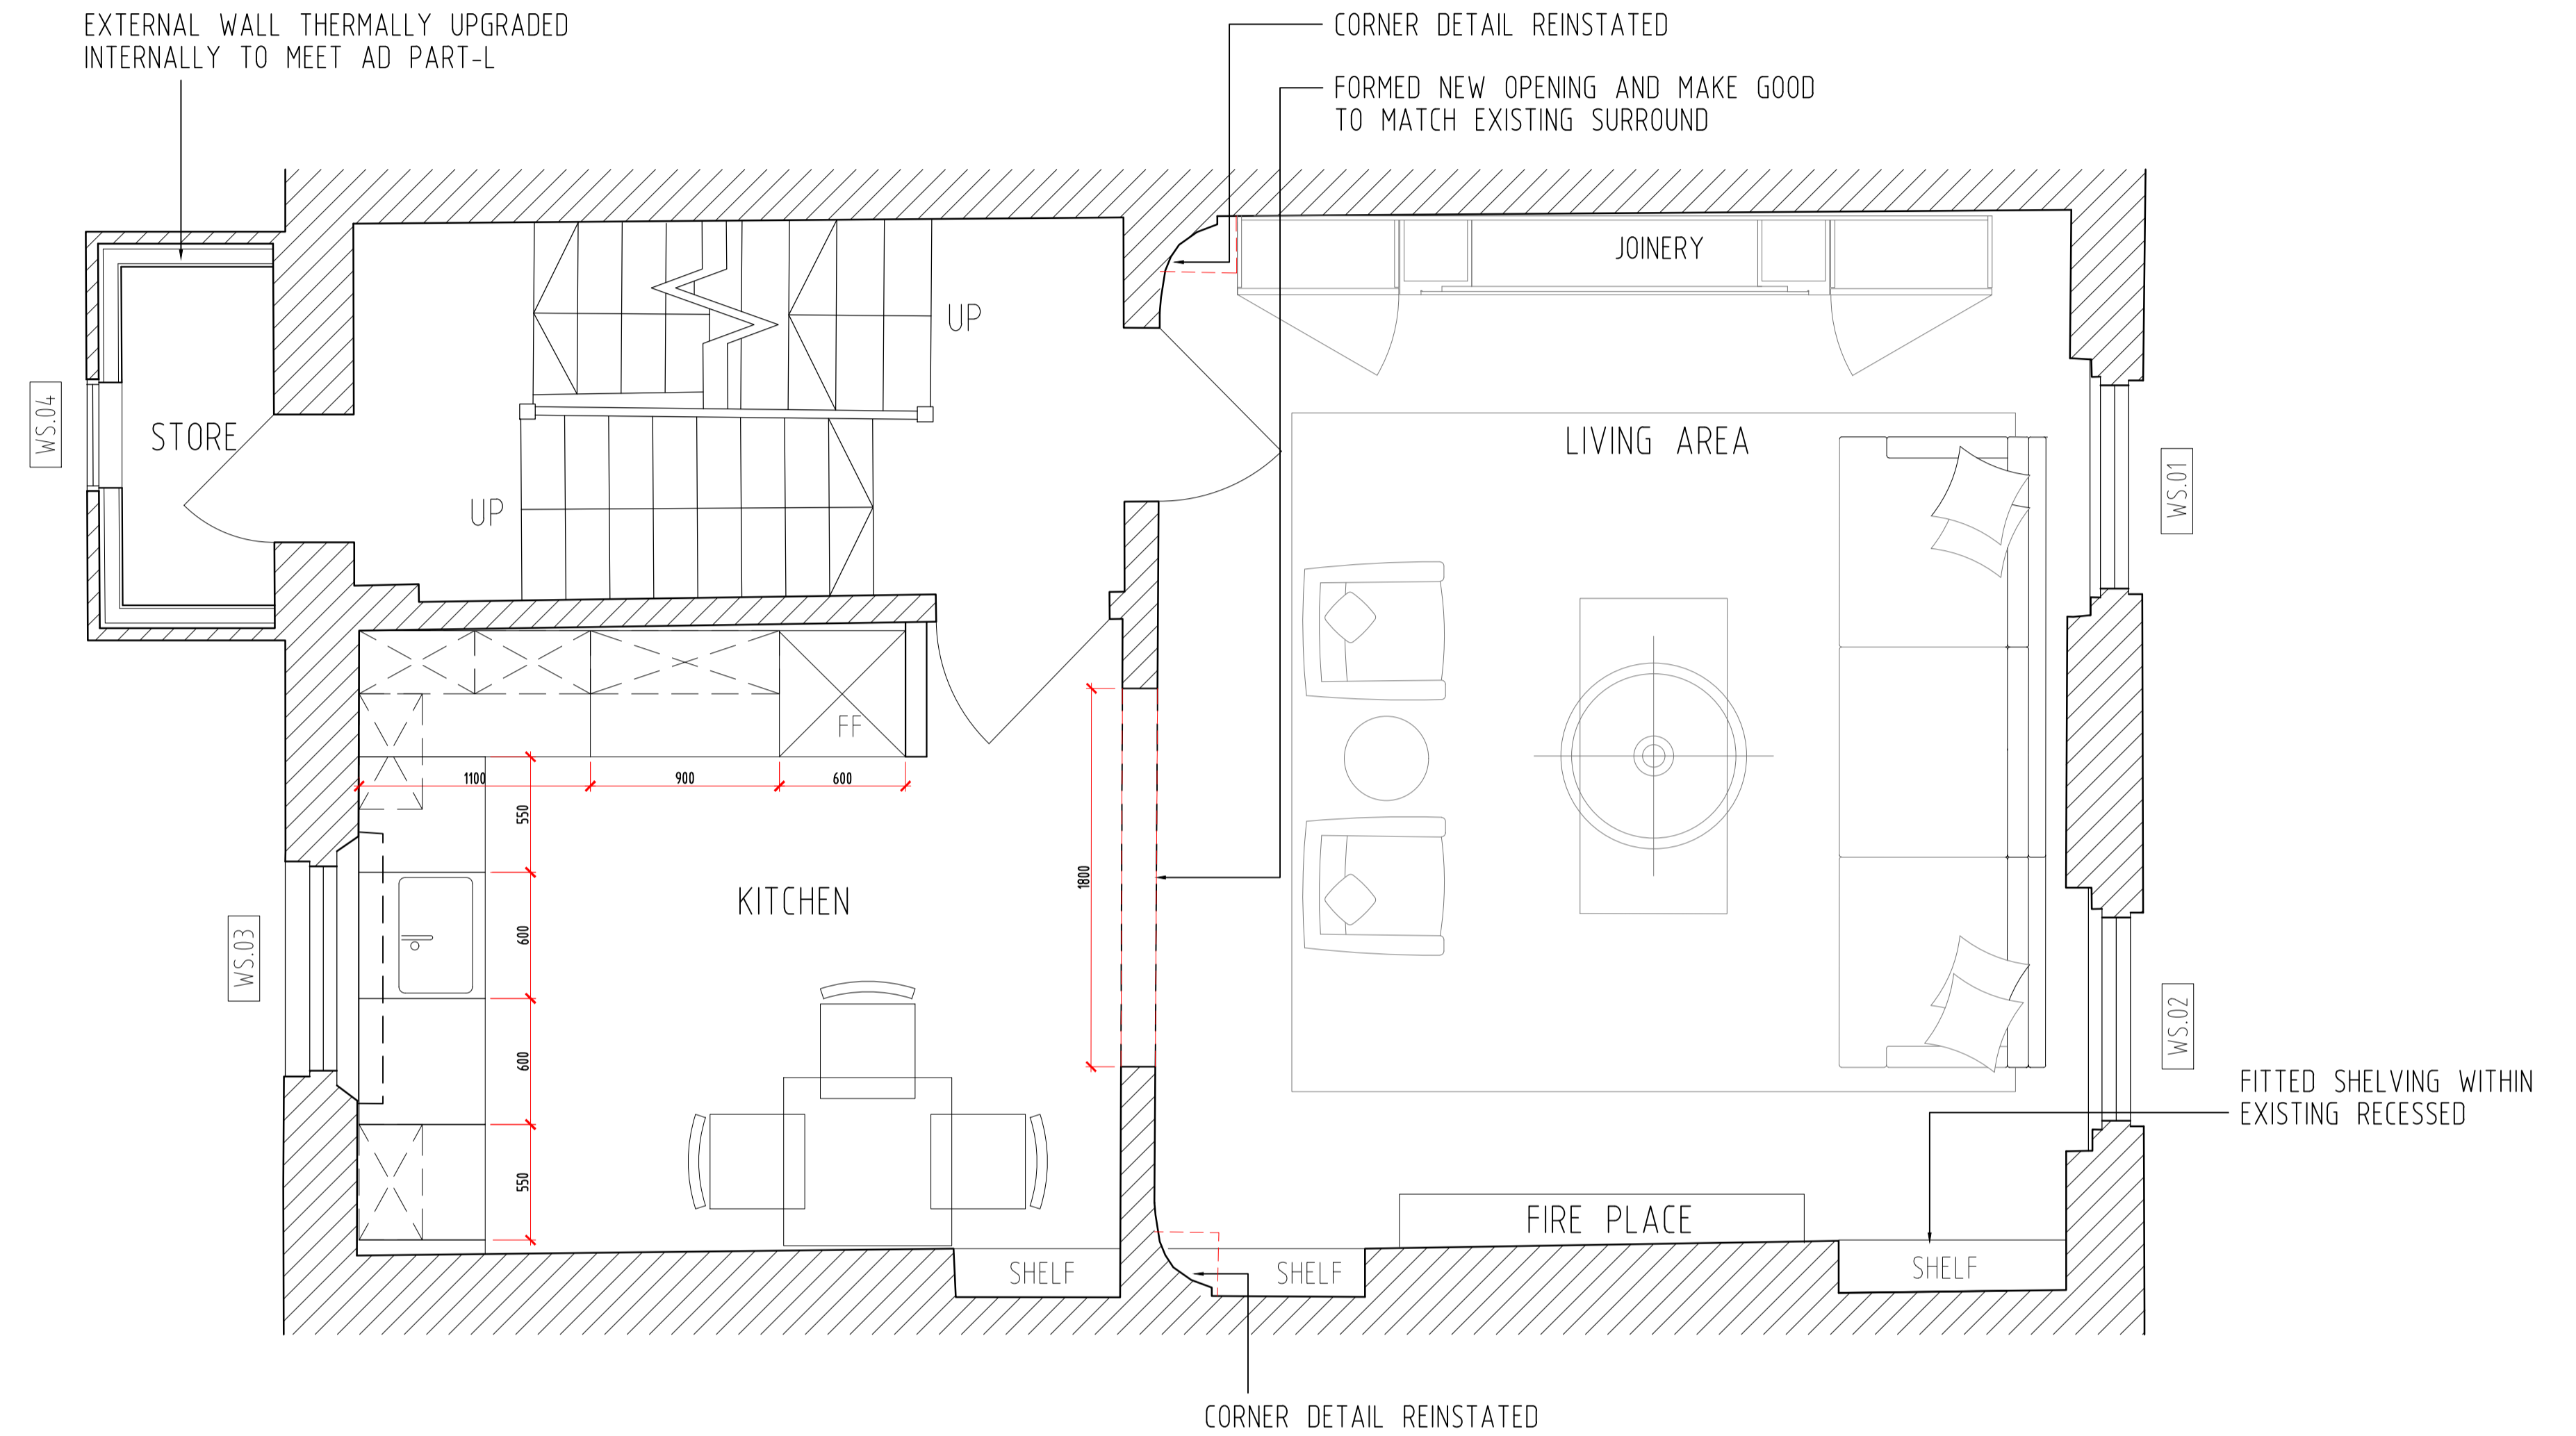 EXTERNAL WALL THERMALLY UPGRADED
INTERNALLY TO MEET AD PART-L
CORNER DETAIL REINSTATED
FORMED NEW OPENING AND MAKE GOOD
TO MATCH EXISTING SURROUND
JOINERY
UP
WS.04
STORE
LIVING AREA
WS.01
UP
FF
1100
900
600
550
1800
KITCHEN
600
WS.03
WS.02
600
FITTED SHELVING WITHIN
EXISTING RECESSED
550
FIRE PLACE
SHELF
SHELF
SHELF
CORNER DETAIL REINSTATED